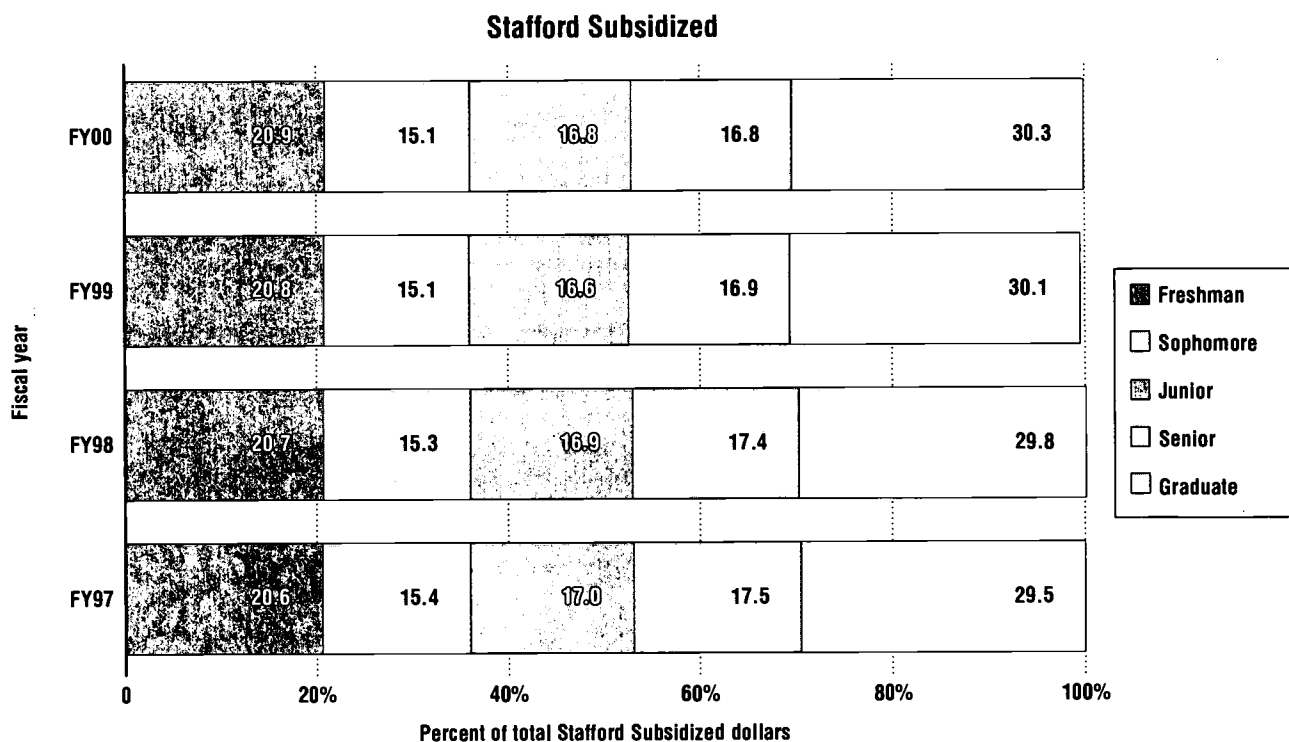 Stafford Subsidized
FY00
20.9
15.1
16.8
16.8
30.3
FY99
20.8
15.1
16.6
16.9
30.1
FY98
20.7
15.3
16.9
17.4
29.8
FY97
20.6
15.4
17.0
17.5
29.5
0
20%
40%
60%
80%
100%
Percent of total Stafford Subsidized dollars
Fiscal year
Freshman
Sophomore
Junior
Senior
Graduate